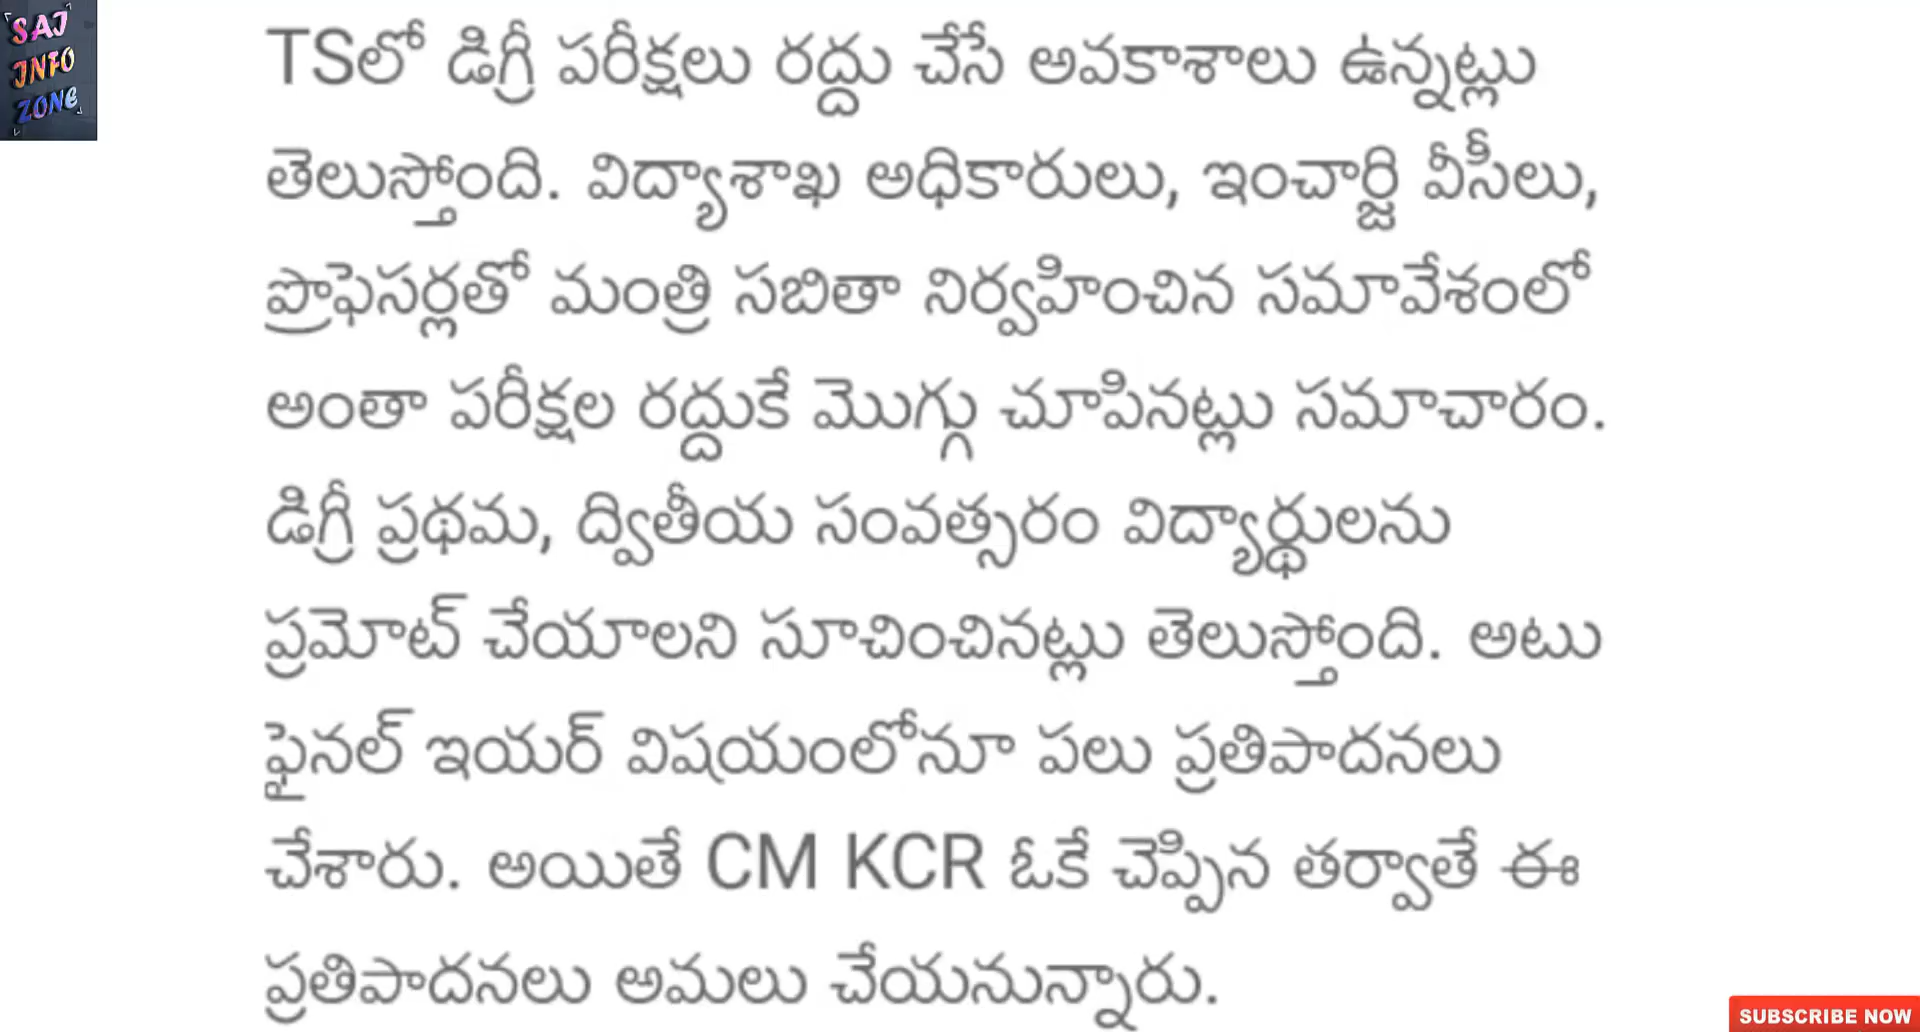 SAJ
INFO
ZONE
TSలో డిగ్రీ పరీక్షలు రద్దు చేసే అవకాశాలు ఉన్నట్లు
తెలుస్తోంది. విద్యాశాఖ అధికారులు, ఇంచార్జి వీసీలు,
ప్రొఫెసర్లతో మంత్రి సబితా నిర్వహించిన సమావేశంలో
అంతా పరీక్షల రద్దుకే మొగ్గు చూపినట్లు సమాచారం.
డిగ్రీ ప్రథమ, ద్వితీయ సంవత్సరం విద్యార్థులను
ప్రమోట్ చేయాలని సూచించినట్లు తెలుస్తోంది. అటు
ఫైనల్ ఇయర్ విషయంలోనూ పలు ప్రతిపాదనలు
చేశారు. అయితే CM KCR ఓకే చెప్పిన తర్వాతే ఈ
ప్రతిపాదనలు అమలు చేయనున్నారు.
SUBSCRIBE NOW